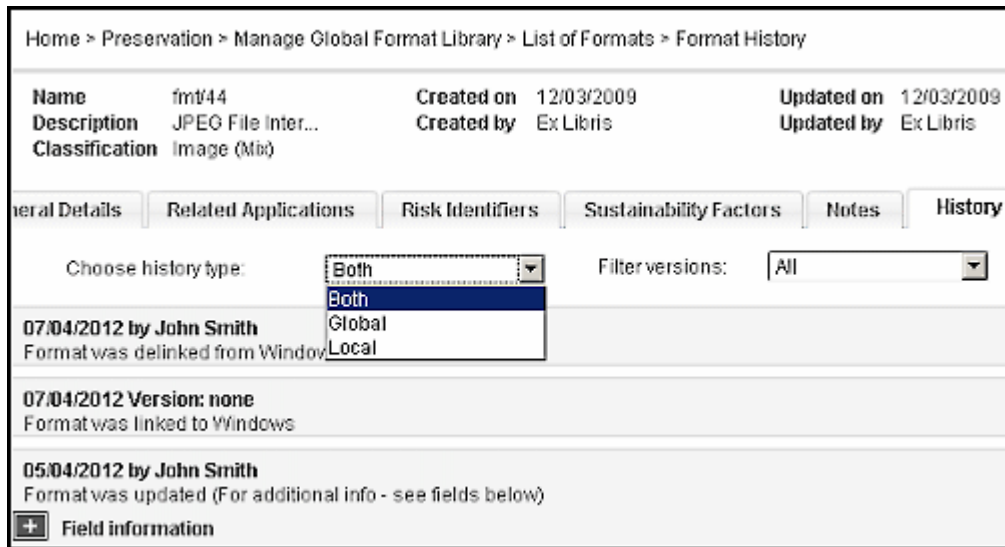 Home > Preservation > Manage Global Format Library > List of Formats > Format History
Name fmt/44 Created on 12/03/2009 Updated on 12/03/2009
Description JPEG File Inter... Created by Ex Libris Updated by Ex Libris
Classification Image (Mix)
neral Details Related Applications Risk Identifiers Sustainability Factors Notes History
Choose history type: Both Filter versions: All
Both
Global
Local
07/04/2012 by John Smith
Format was delinked from Window
07/04/2012 Version: none
Format was linked to Windows
05/04/2012 by John Smith
Format was updated (For additional info - see fields below)
+ Field information